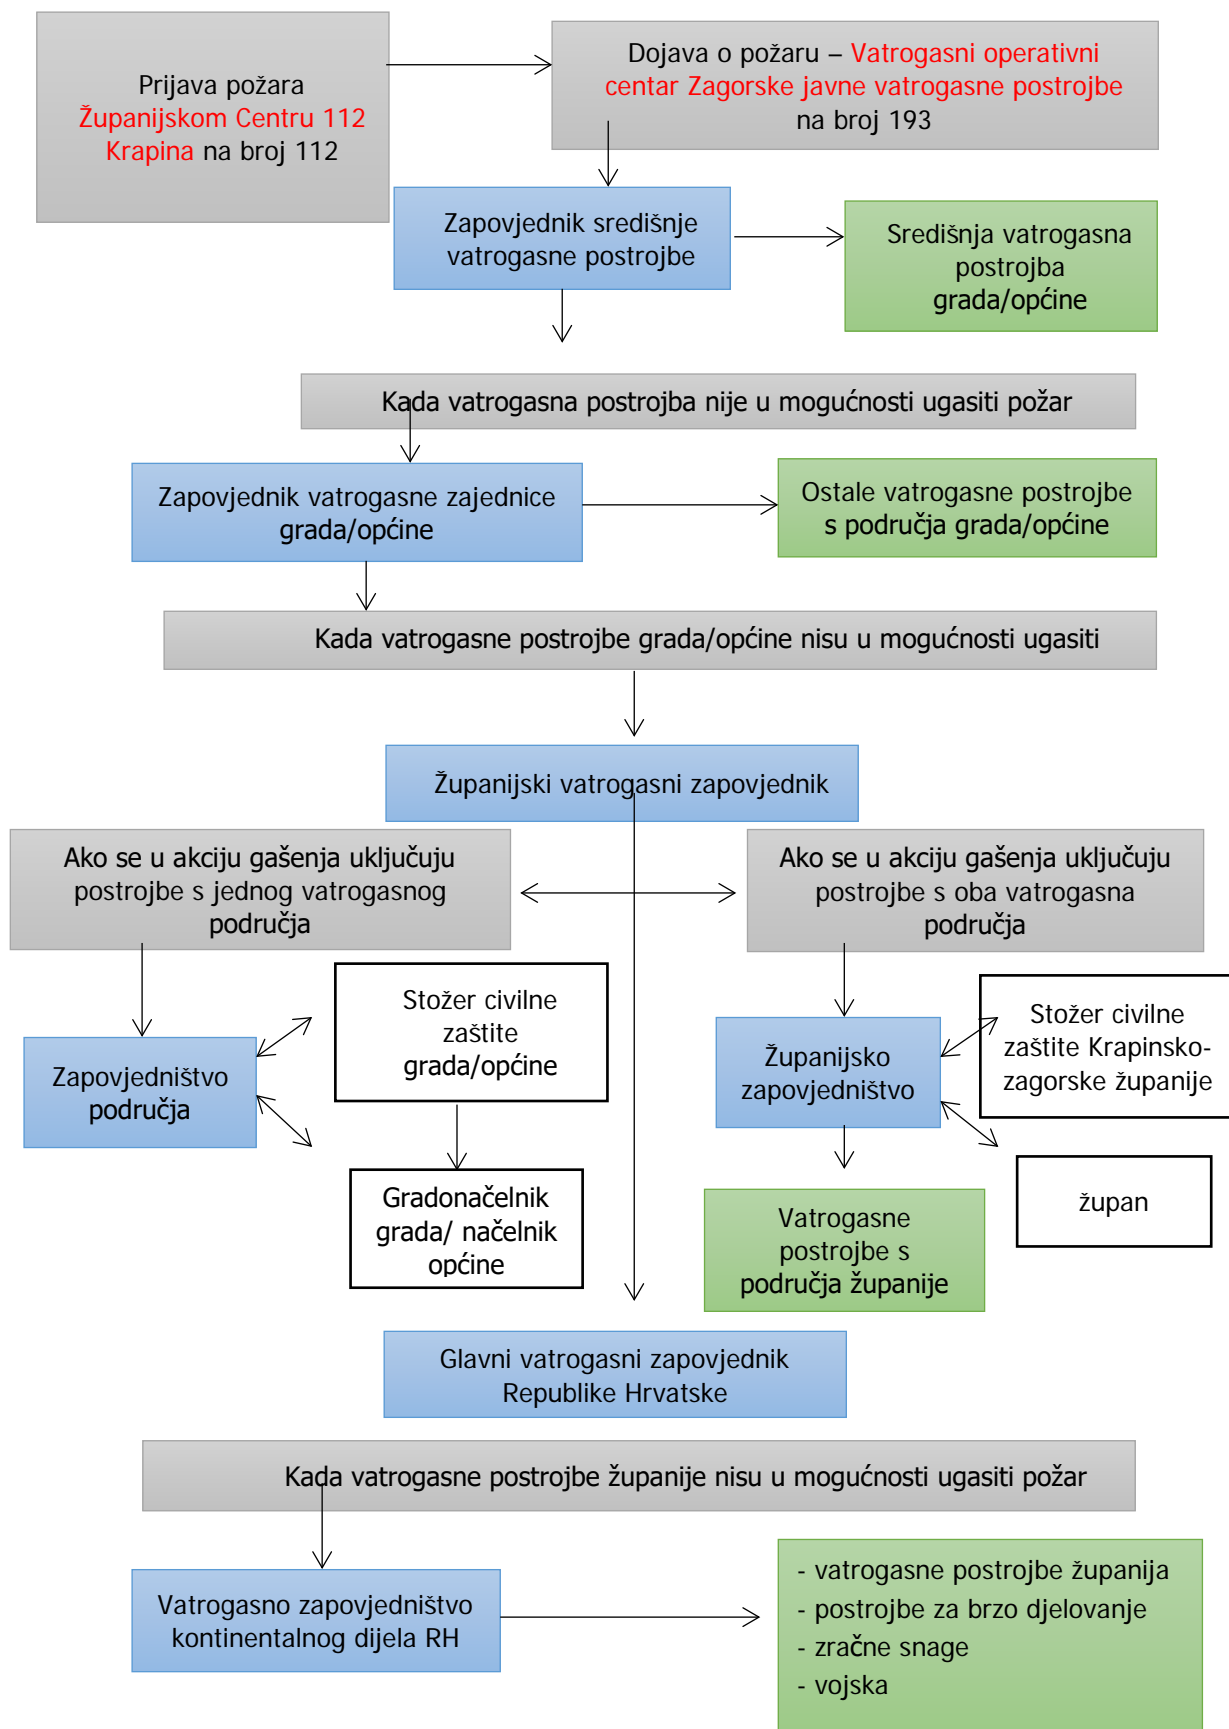 Prijava požara
Županijskom Centru 112
Krapina na broj 112
Dojava o požaru – Vatrogasni operativni
centar Zagorske javne vatrogasne postrojbe
na broj 193
Zapovjednik središnje
vatrogasne postrojbe
Središnja vatrogasna
postrojba
grada/općine
Kada vatrogasna postrojba nije u mogućnosti ugasiti požar
Zapovjednik vatrogasne zajednice
grada/općine
Ostale vatrogasne postrojbe
s područja grada/općine
Kada vatrogasne postrojbe grada/općine nisu u mogućnosti ugasiti
Županijski vatrogasni zapovjednik
Ako se u akciju gašenja uključuju
postrojbe s jednog vatrogasnog
područja
Ako se u akciju gašenja uključuju
postrojbe s oba vatrogasna
područja
Zapovjedništvo
područja
Stožer civilne
zaštite
grada/općine
Gradonačelnik
grada/ načelnik
općine
Županijsko
zapovjedništvo
Stožer civilne
zaštite Krapinsko-
zagorske županije
župan
Vatrogasne
postrojbe s
područja županije
Glavni vatrogasni zapovjednik
Republike Hrvatske
Kada vatrogasne postrojbe županije nisu u mogućnosti ugasiti požar
Vatrogasno zapovjedništvo
kontinentalnog dijela RH
- vatrogasne postrojbe županija
- postrojbe za brzo djelovanje
- zračne snage
- vojska